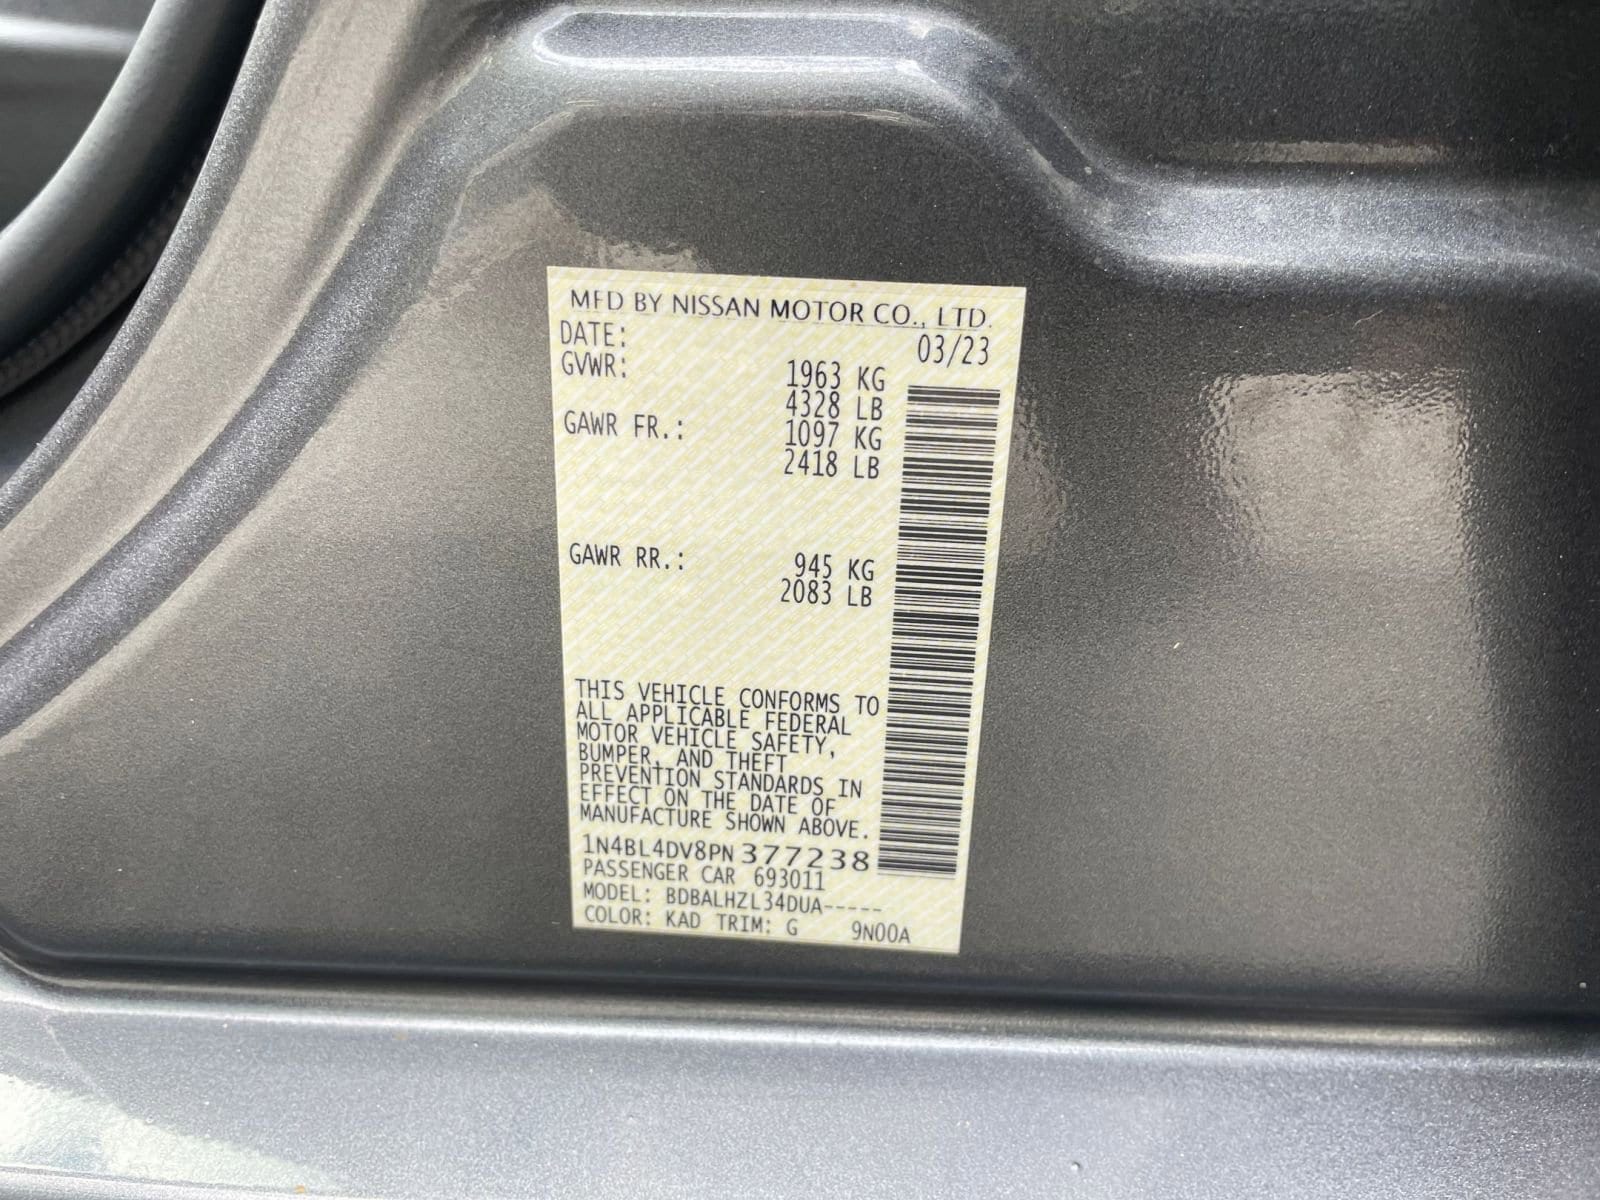 MFD BY NISSAN MOTOR CO., LTD.
DATE: 03/23
GVWR: 1963 KG
4328 LB
GAWR FR.: 1097 KG
2418 LB
GAWR RR.: 945 KG
2083 LB
THIS VEHICLE CONFORMS TO
ALL APPLICABLE FEDERAL
MOTOR VEHICLE SAFETY,
BUMPER, AND THEFT
PREVENTION STANDARDS IN
EFFECT ON THE DATE OF
MANUFACTURE SHOWN ABOVE.
1N4BL4DV8PN377238
PASSENGER CAR 693011
MODEL: BDBALHZL34DUA-----
COLOR: KAD TRIM: G 9N00A